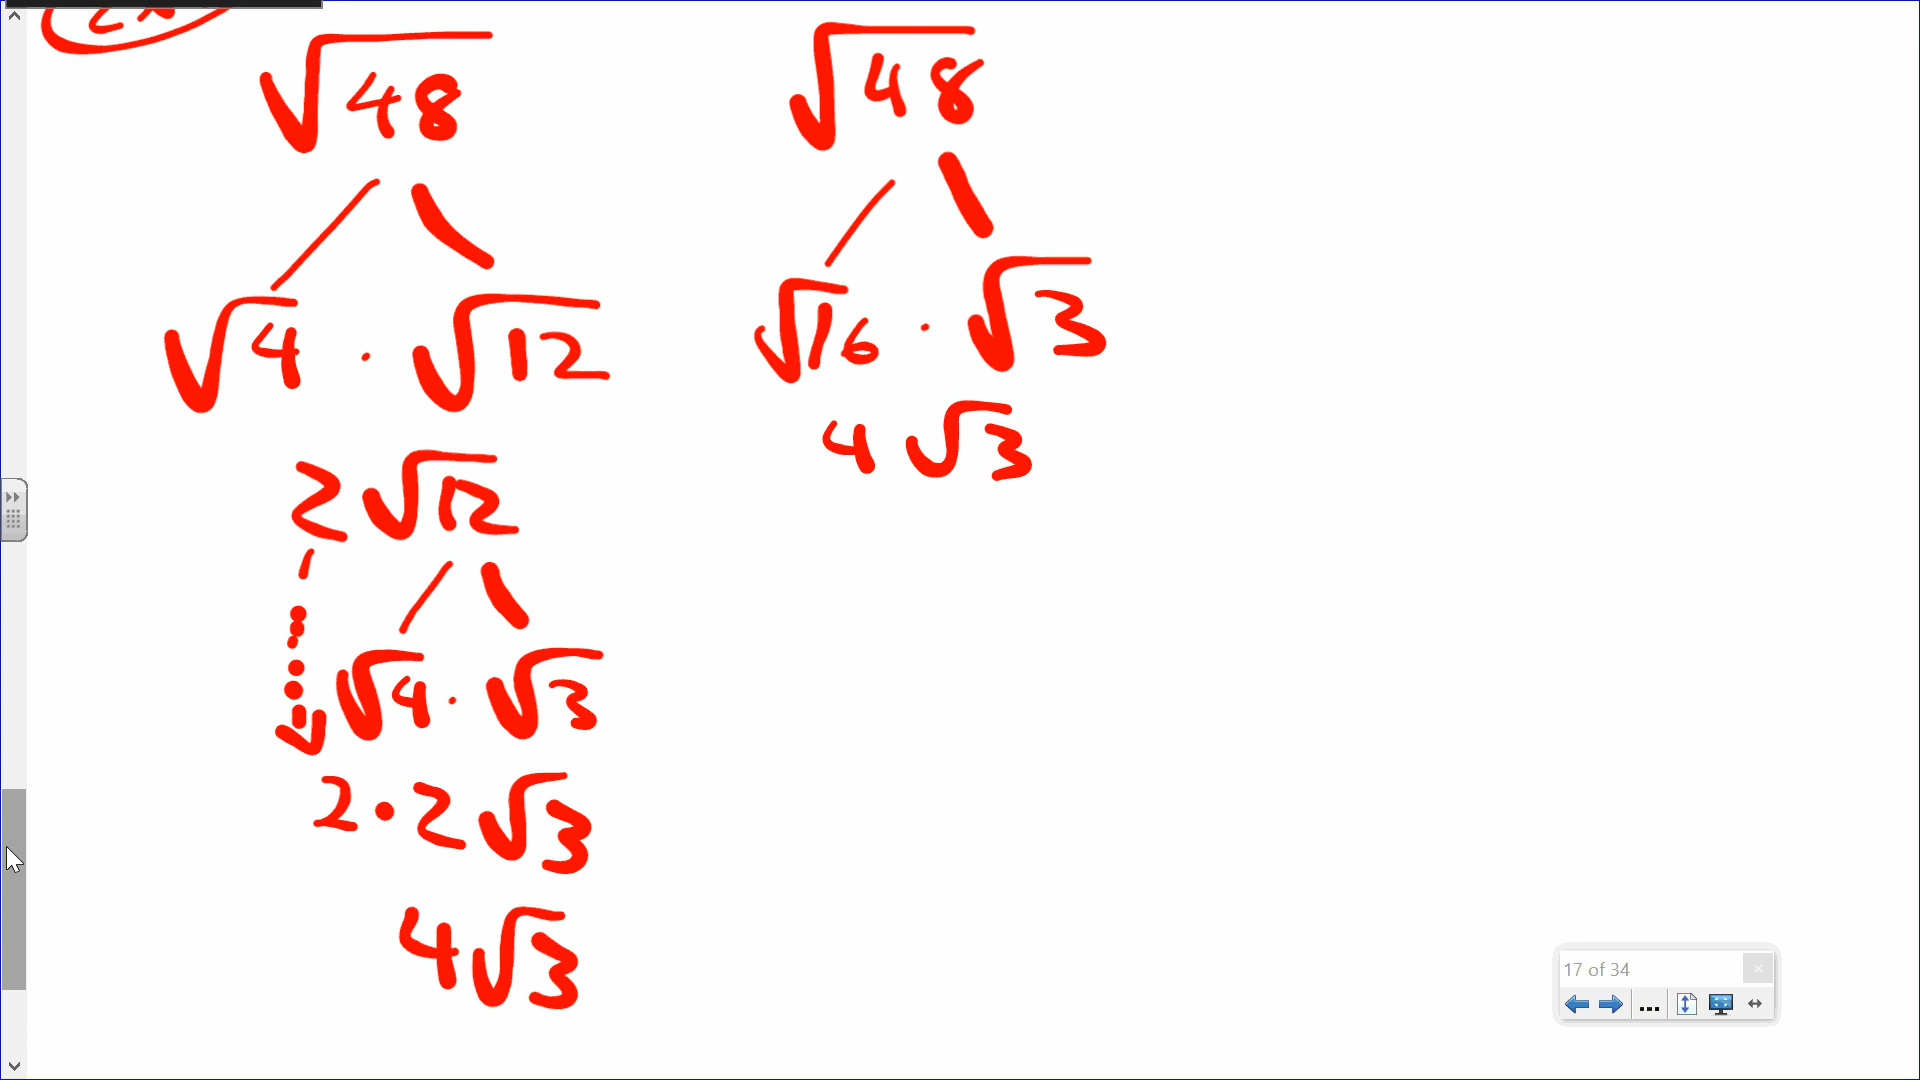 √48
√4 · √12
2√12
√4 · √3
2 · 2√3
4√3
√48
√16 · √3
4√3
17 of 34
...